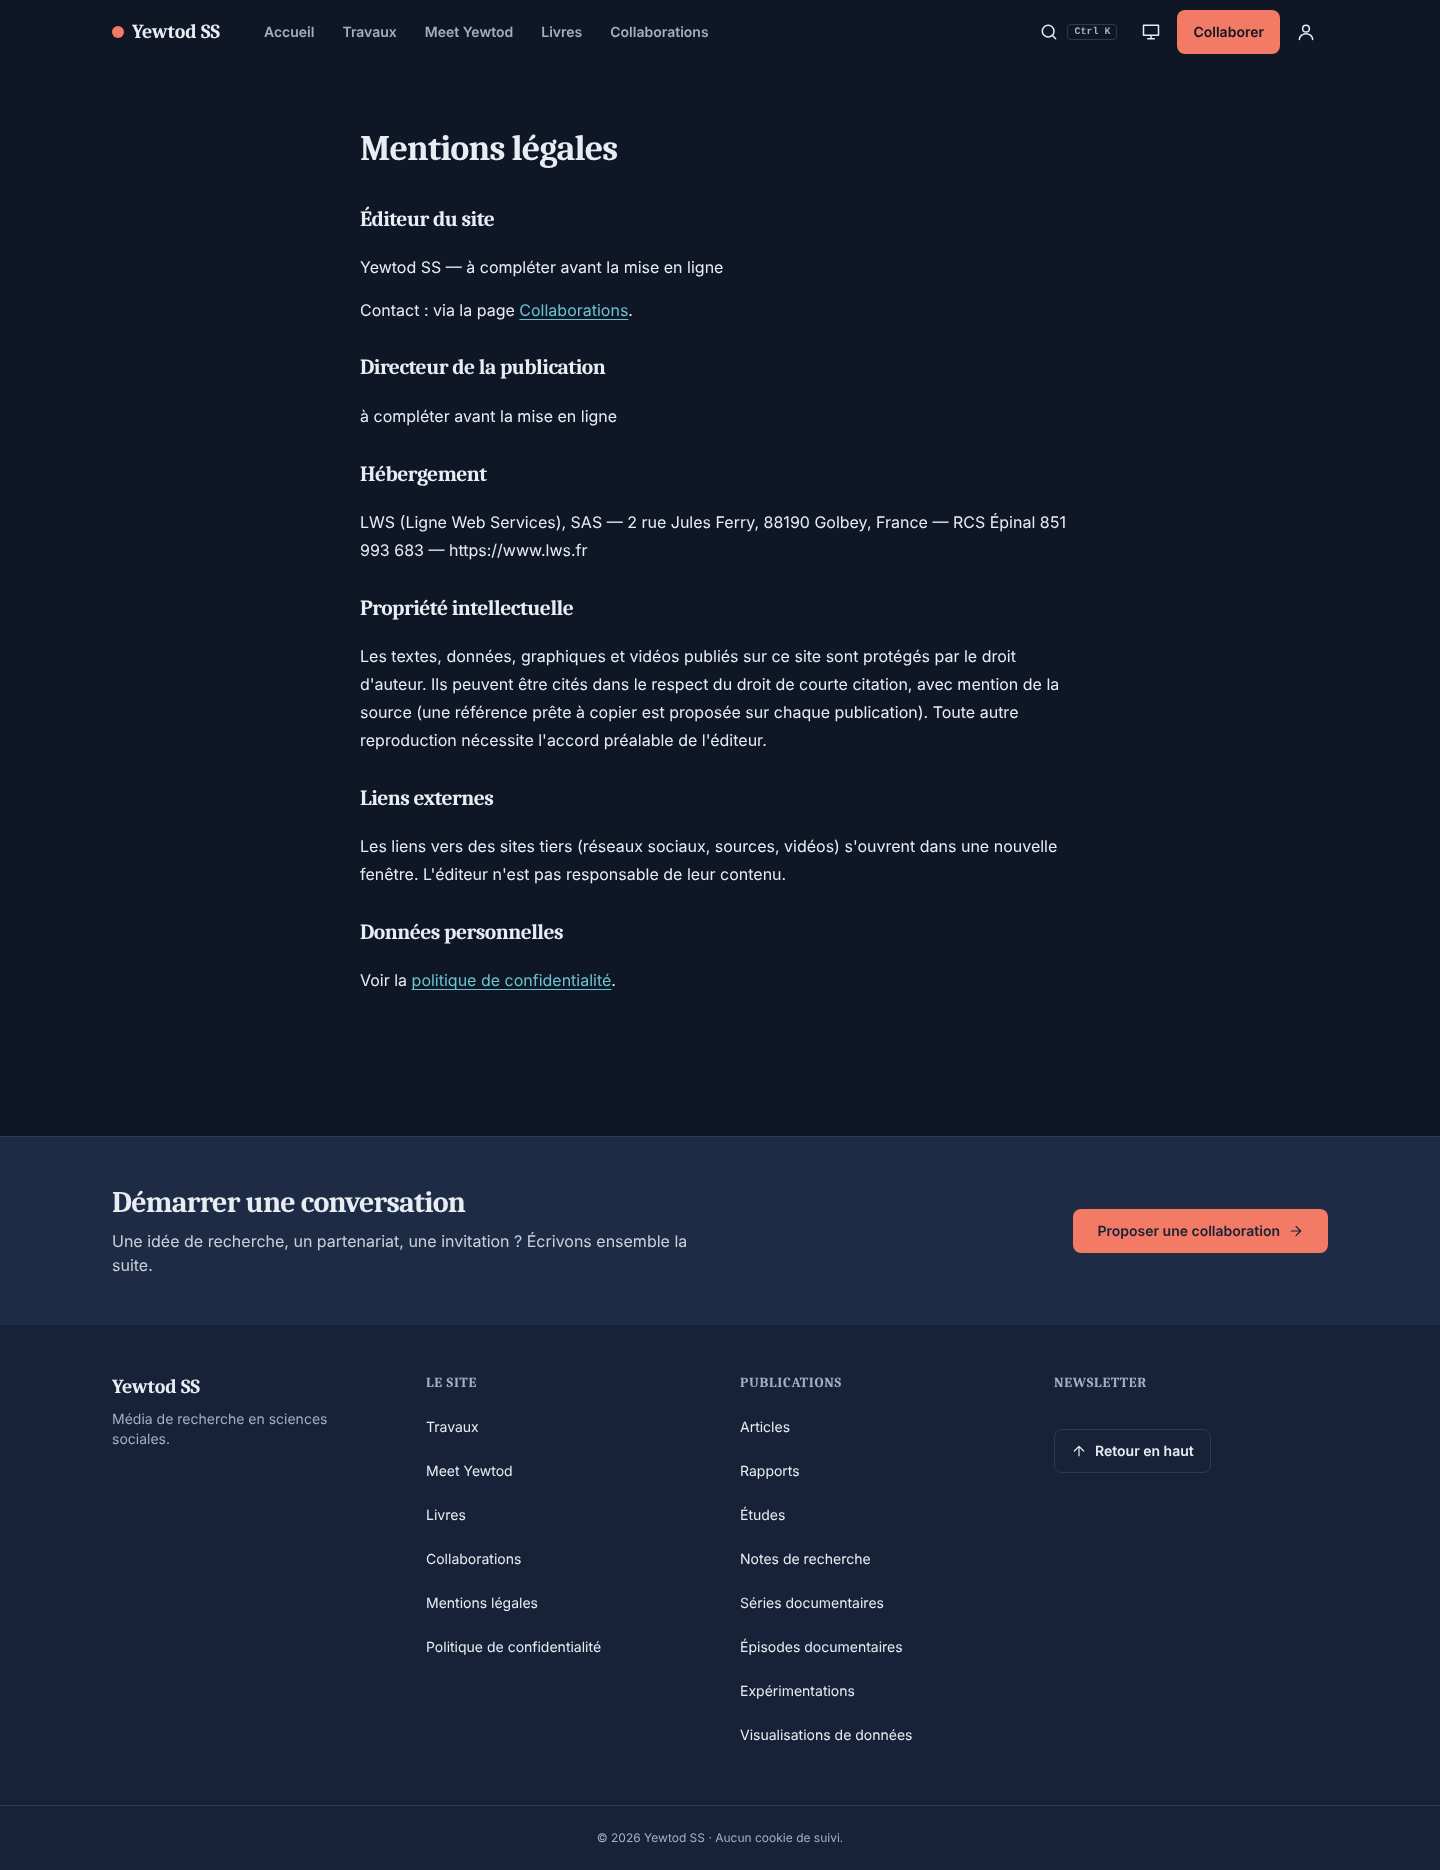 Yewtod SS
Accueil
Travaux
Meet Yewtod
Livres
Collaborations
Ctrl K
Collaborer
Mentions légales
Éditeur du site
Yewtod SS — à compléter avant la mise en ligne
Contact : via la page Collaborations.
Directeur de la publication
à compléter avant la mise en ligne
Hébergement
LWS (Ligne Web Services), SAS — 2 rue Jules Ferry, 88190 Golbey, France — RCS Épinal 851
993 683 — https://www.lws.fr
Propriété intellectuelle
Les textes, données, graphiques et vidéos publiés sur ce site sont protégés par le droit
d'auteur. Ils peuvent être cités dans le respect du droit de courte citation, avec mention de la
source (une référence prête à copier est proposée sur chaque publication). Toute autre
reproduction nécessite l'accord préalable de l'éditeur.
Liens externes
Les liens vers des sites tiers (réseaux sociaux, sources, vidéos) s'ouvrent dans une nouvelle
fenêtre. L'éditeur n'est pas responsable de leur contenu.
Données personnelles
Voir la politique de confidentialité.
Démarrer une conversation
Une idée de recherche, un partenariat, une invitation ? Écrivons ensemble la
suite.
Proposer une collaboration
Yewtod SS
Média de recherche en sciences
sociales.
LE SITE
Travaux
Meet Yewtod
Livres
Collaborations
Mentions légales
Politique de confidentialité
PUBLICATIONS
Articles
Rapports
Études
Notes de recherche
Séries documentaires
Épisodes documentaires
Expérimentations
Visualisations de données
NEWSLETTER
Retour en haut
© 2026 Yewtod SS · Aucun cookie de suivi.